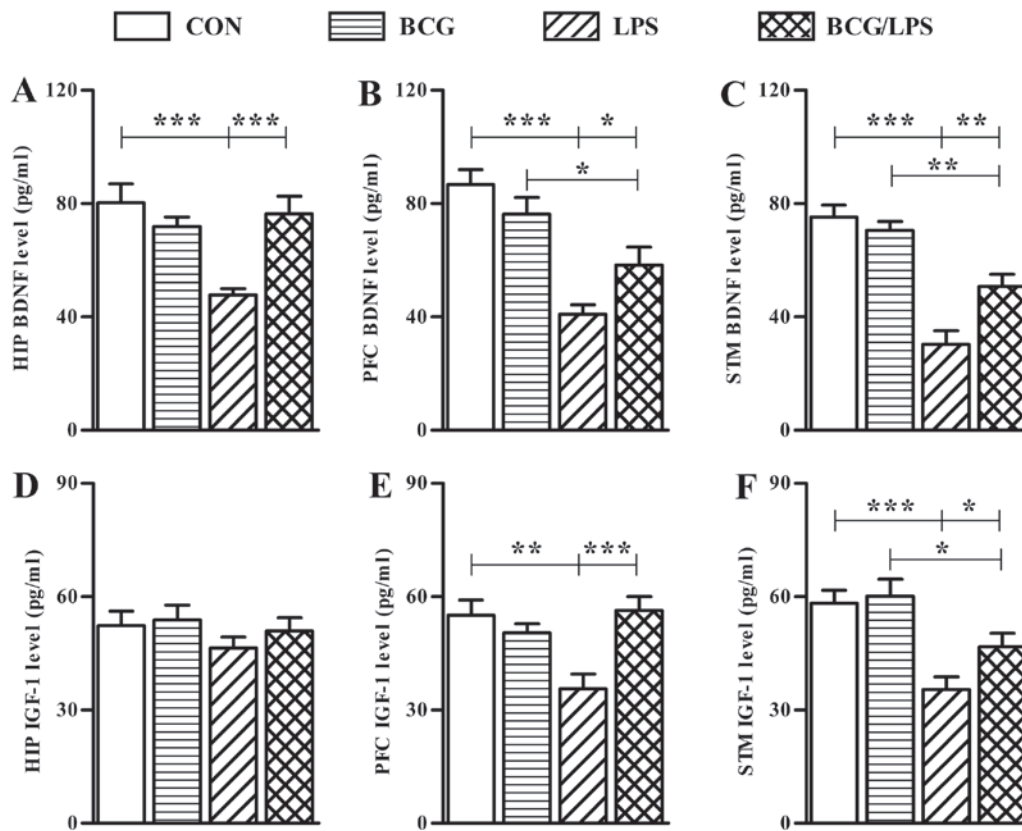 CON BCG LPS BCG/LPS
A
HIP BDNF level (pg/ml)
120
80
40
0
*** ***
B
PFC BDNF level (pg/ml)
120
80
40
0
*** *
*
C
STM BDNF level (pg/ml)
120
80
40
0
*** **
**
D
HIP IGF-1 level (pg/ml)
90
60
30
0
E
PFC IGF-1 level (pg/ml)
90
60
30
0
** ***
F
STM IGF-1 level (pg/ml)
90
60
30
0
*** *
*